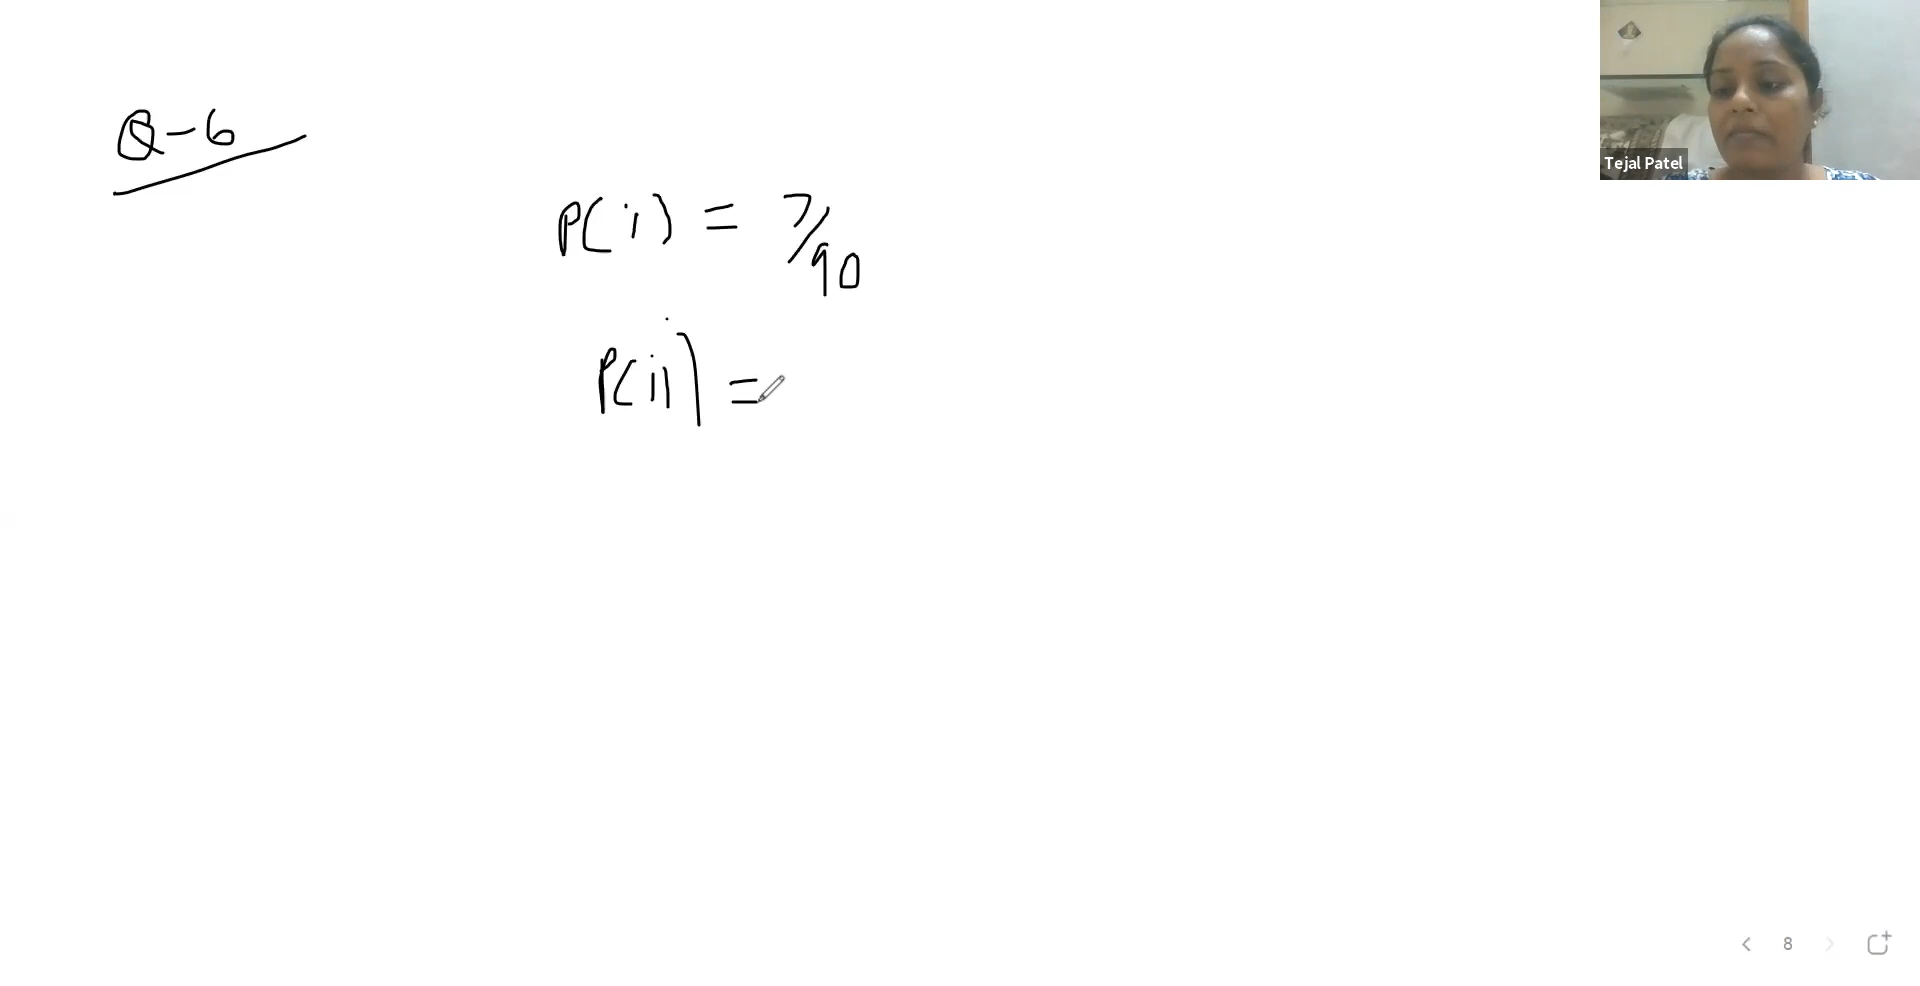 Q-6
Tejal Patel
P(i) = 7/90
P(ii) =
8